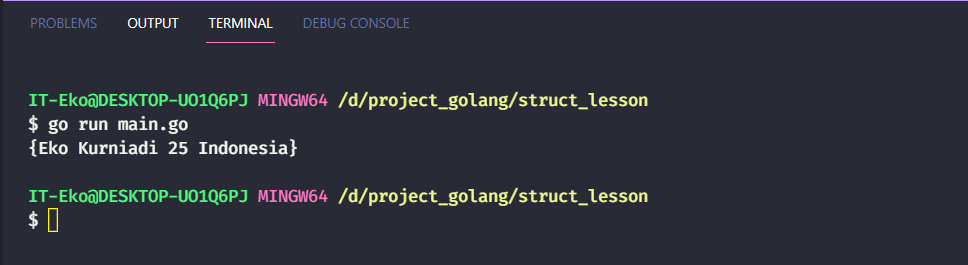 PROBLEMS OUTPUT TERMINAL DEBUG CONSOLE
IT-Eko@DESKTOP-UO1Q6PJ MINGW64 /d/project_golang/struct_lesson
$ go run main.go
{Eko Kurniadi 25 Indonesia}
IT-Eko@DESKTOP-UO1Q6PJ MINGW64 /d/project_golang/struct_lesson
$